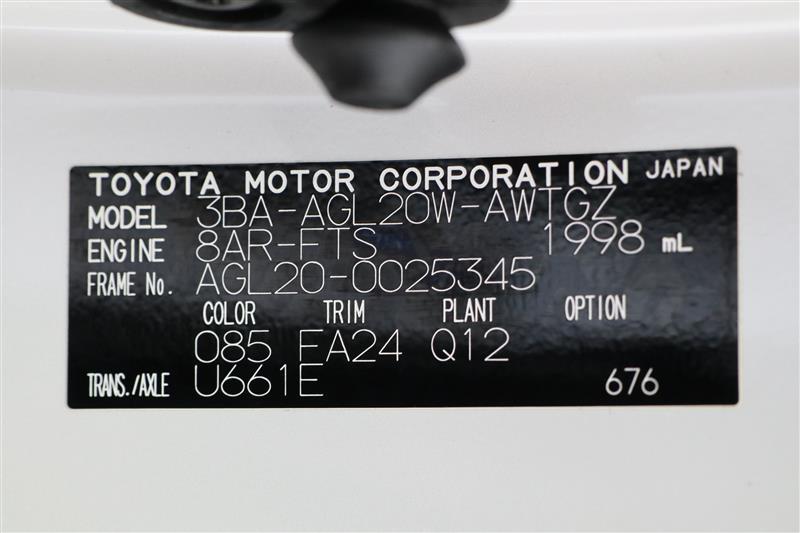 TOYOTA MOTOR CORPORATION JAPAN
MODEL 3BA-AGL20W-AWTGZ
ENGINE 8AR-FTS 1998 mL
FRAME No. AGL20-0025345
COLOR TRIM PLANT OPTION
085 FA24 Q12
TRANS./AXLE U661E 676